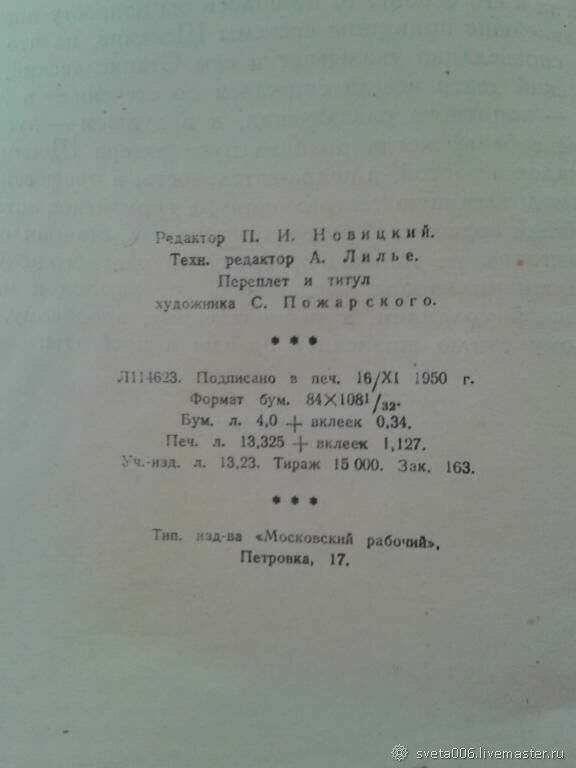 Редактор П. И. Новицкий.
Техн. редактор А. Лилье.
Переплет и титул
художника С. Пожарского.
* * *
Л114623. Подписано в печ. 16/XI 1950 г.
Формат бум. 84×108¹/₃₂.
Бум. л. 4,0 + вклеек 0,34.
Печ. л. 13,325 + вклеек 1,127.
Уч.-изд. л. 13,23. Тираж 15 000. Зак. 163.
* * *
Тип. изд-ва «Московский рабочий»,
Петровка, 17.
sveta006.livemaster.ru